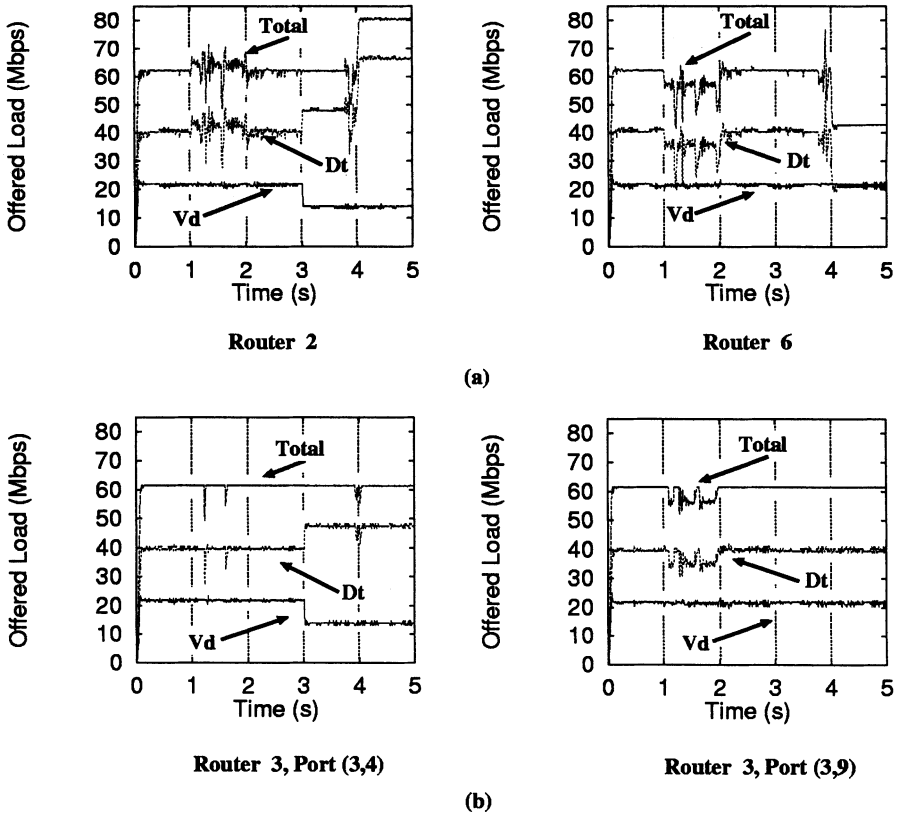 Offered Load (Mbps)
80
70
60
50
40
30
20
10
0
Total
Dt
Vd
0 1 2 3 4 5
Time (s)
Router 2
Offered Load (Mbps)
80
70
60
50
40
30
20
10
0
Total
Dt
Vd
0 1 2 3 4 5
Time (s)
Router 6
(a)
Offered Load (Mbps)
80
70
60
50
40
30
20
10
0
Total
Dt
Vd
0 1 2 3 4 5
Time (s)
Router 3, Port (3,4)
Offered Load (Mbps)
80
70
60
50
40
30
20
10
0
Total
Dt
Vd
0 1 2 3 4 5
Time (s)
Router 3, Port (3,9)
(b)